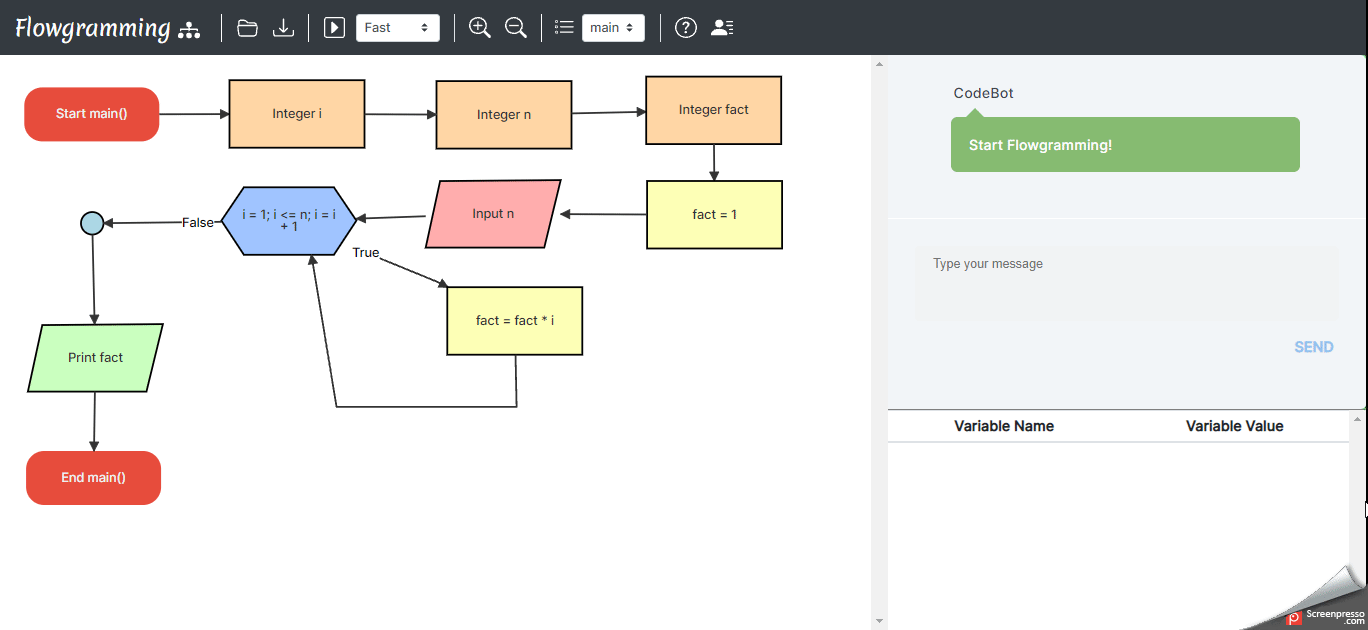 Flowgramming
Fast
main
Start main()
Integer i
Integer n
Integer fact
fact = 1
Input n
i = 1; i <= n; i = i
+ 1
False
True
fact = fact * i
Print fact
End main()
CodeBot
Start Flowgramming!
Type your message
SEND
Variable Name
Variable Value
Screenpresso
.com